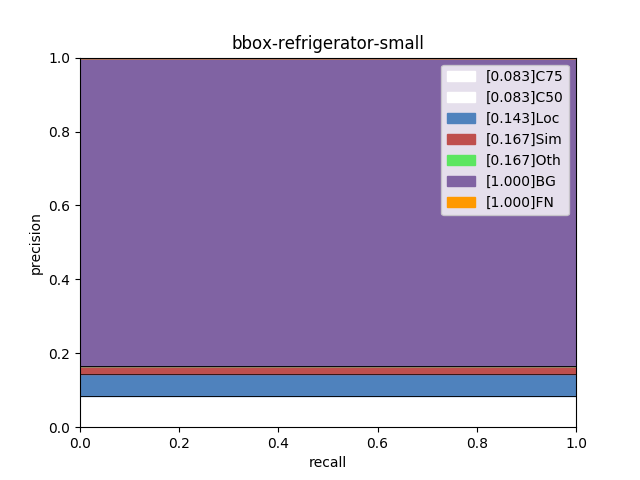 bbox-refrigerator-small
1.0
0.8
0.6
0.4
0.2
0.0
precision
[0.083]C75
[0.083]C50
[0.143]Loc
[0.167]Sim
[0.167]Oth
[1.000]BG
[1.000]FN
0.0 0.2 0.4 0.6 0.8 1.0
recall